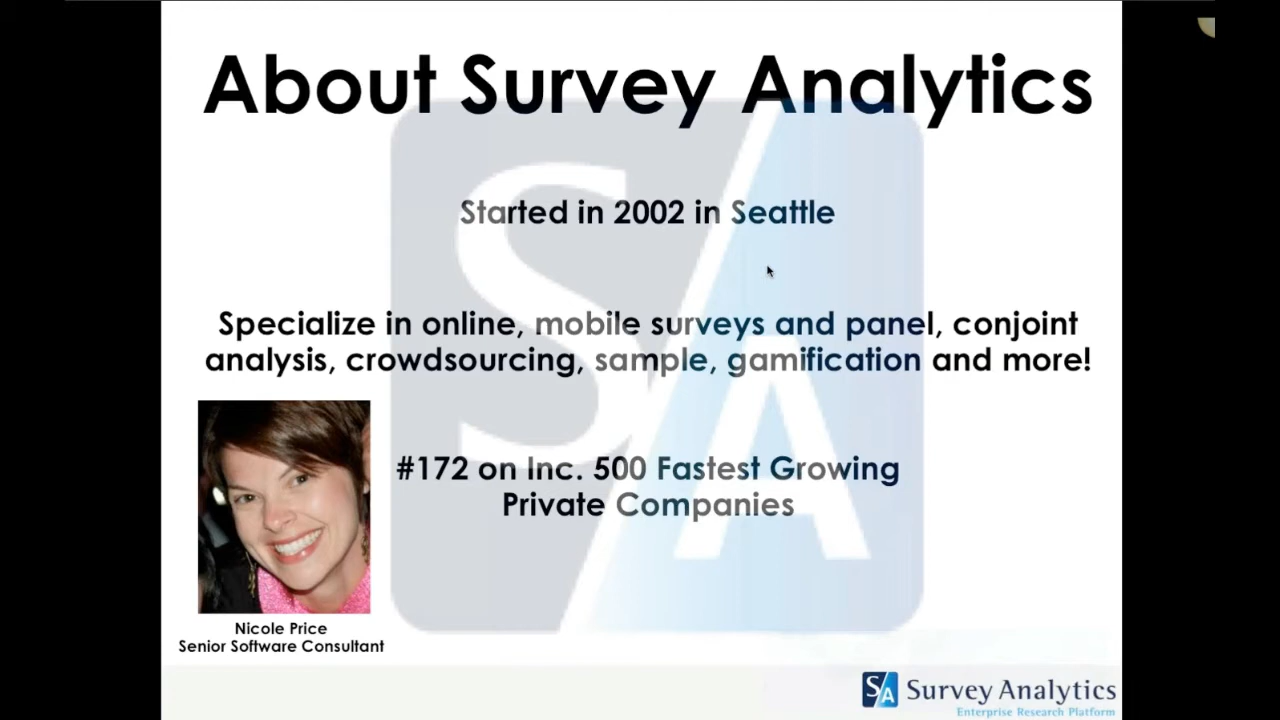 About Survey Analytics
Started in 2002 in Seattle
Specialize in online, mobile surveys and panel, conjoint
analysis, crowdsourcing, sample, gamification and more!
#172 on Inc. 500 Fastest Growing
Private Companies
Nicole Price
Senior Software Consultant
SA
S/A Survey Analytics
Enterprise Research Platform